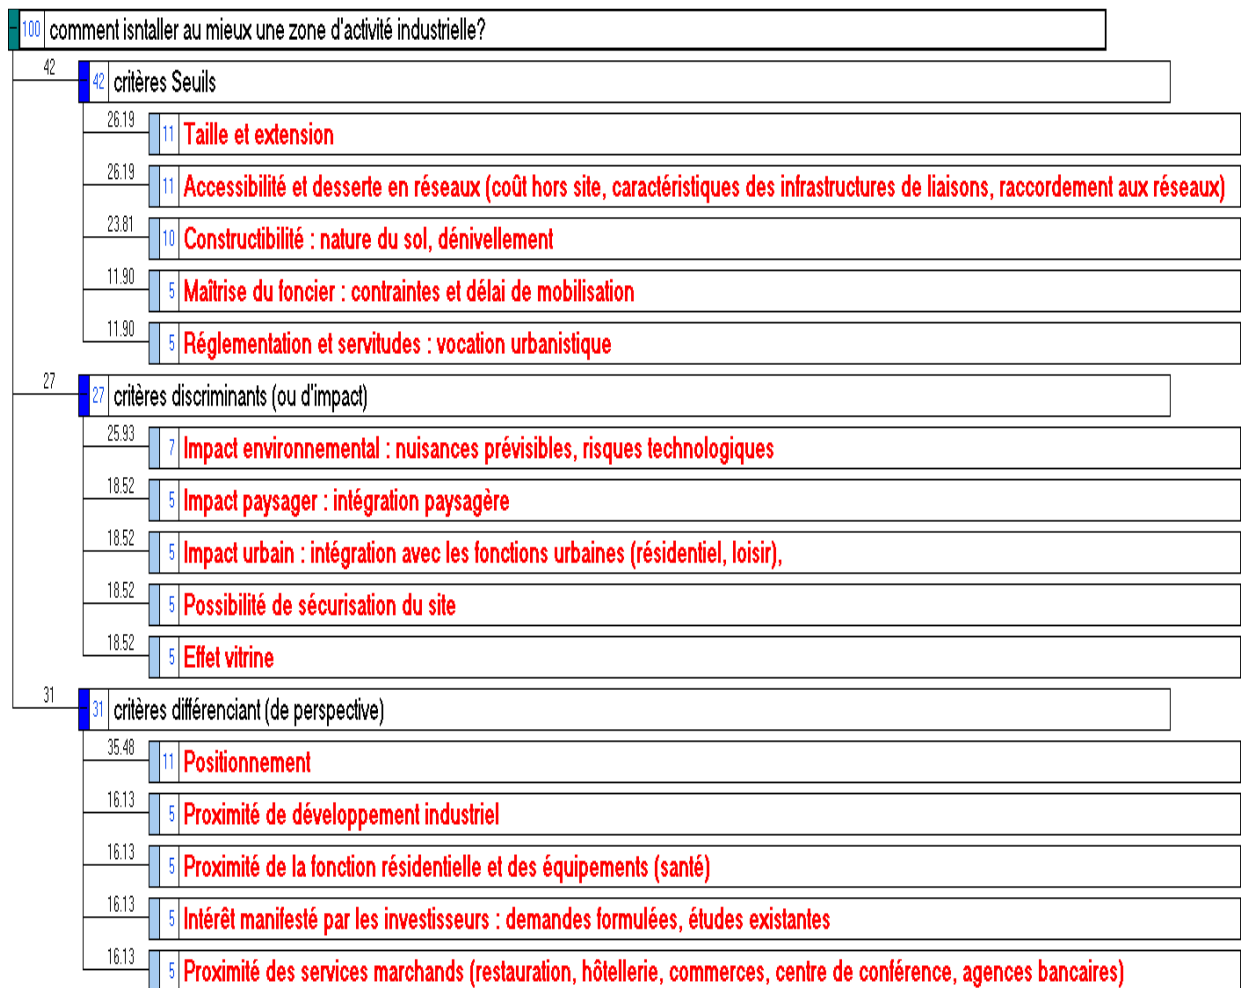 100 comment isntaller au mieux une zone d'activité industrielle?
42 42 critères Seuils
26.19 11 Taille et extension
26.19 11 Accessibilité et desserte en réseaux (coût hors site, caractéristiques des infrastructures de liaisons, raccordement aux réseaux)
23.81 10 Constructibilité : nature du sol, dénivellement
11.90 5 Maîtrise du foncier : contraintes et délai de mobilisation
11.90 5 Réglementation et servitudes : vocation urbanistique
27 27 critères discriminants (ou d'impact)
25.93 7 Impact environnemental : nuisances prévisibles, risques technologiques
18.52 5 Impact paysager : intégration paysagère
18.52 5 Impact urbain : intégration avec les fonctions urbaines (résidentiel, loisir),
18.52 5 Possibilité de sécurisation du site
18.52 5 Effet vitrine
31 31 critères différenciant (de perspective)
35.48 11 Positionnement
16.13 5 Proximité de développement industriel
16.13 5 Proximité de la fonction résidentielle et des équipements (santé)
16.13 5 Intérêt manifesté par les investisseurs : demandes formulées, études existantes
16.13 5 Proximité des services marchands (restauration, hôtellerie, commerces, centre de conférence, agences bancaires)